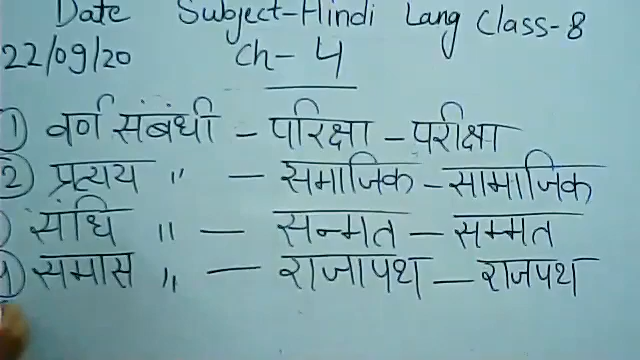 Date Subject-Hindi Lang Class-8
22/09/20 Ch- 4
① वर्ण संबंधी - परिक्षा - परीक्षा
② प्रत्यय " - समाजिक - सामाजिक
) संधि " - सन्मत - सम्मत
4) समास " - राजापथ - राजपथ